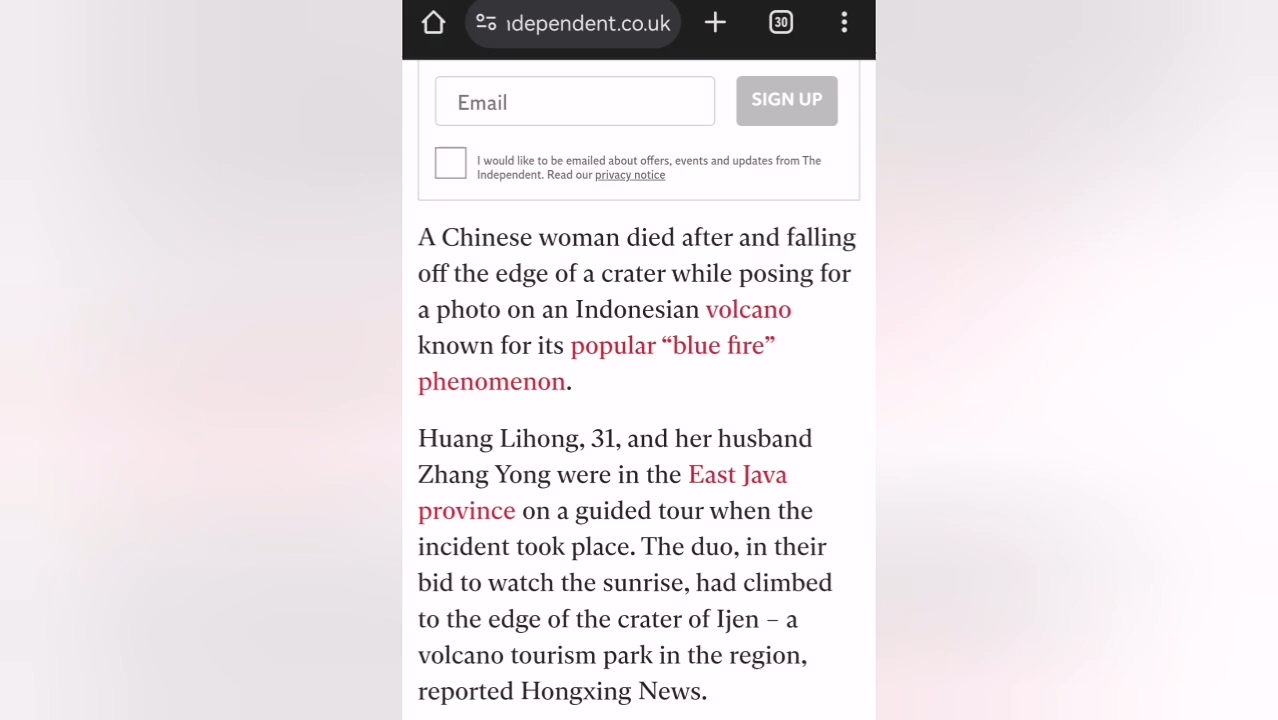 ndependent.co.uk
30
Email
SIGN UP
I would like to be emailed about offers, events and updates from The
Independent. Read our privacy notice
A Chinese woman died after and falling
off the edge of a crater while posing for
a photo on an Indonesian volcano
known for its popular “blue fire”
phenomenon.
Huang Lihong, 31, and her husband
Zhang Yong were in the East Java
province on a guided tour when the
incident took place. The duo, in their
bid to watch the sunrise, had climbed
to the edge of the crater of Ijen – a
volcano tourism park in the region,
reported Hongxing News.